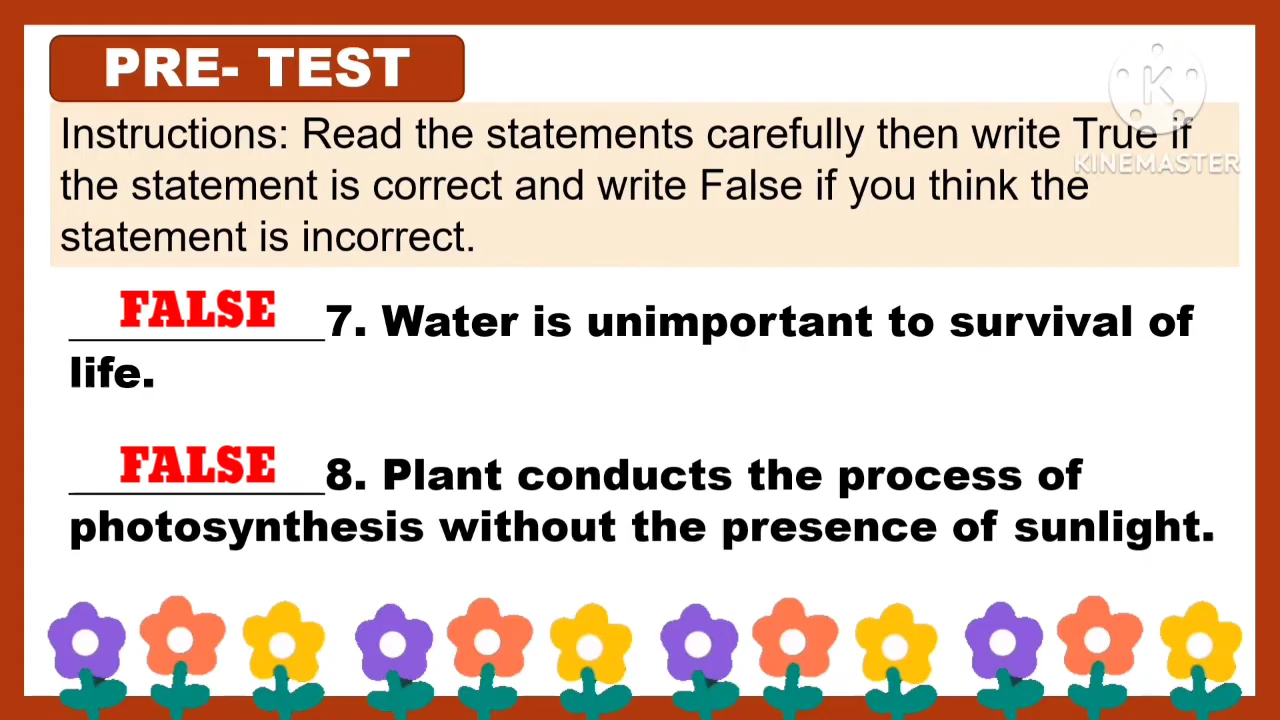 PRE- TEST
Instructions: Read the statements carefully then write True if
the statement is correct and write False if you think the
statement is incorrect.
K
KINEMASTER
FALSE
____________7. Water is unimportant to survival of
life.
FALSE
____________8. Plant conducts the process of
photosynthesis without the presence of sunlight.